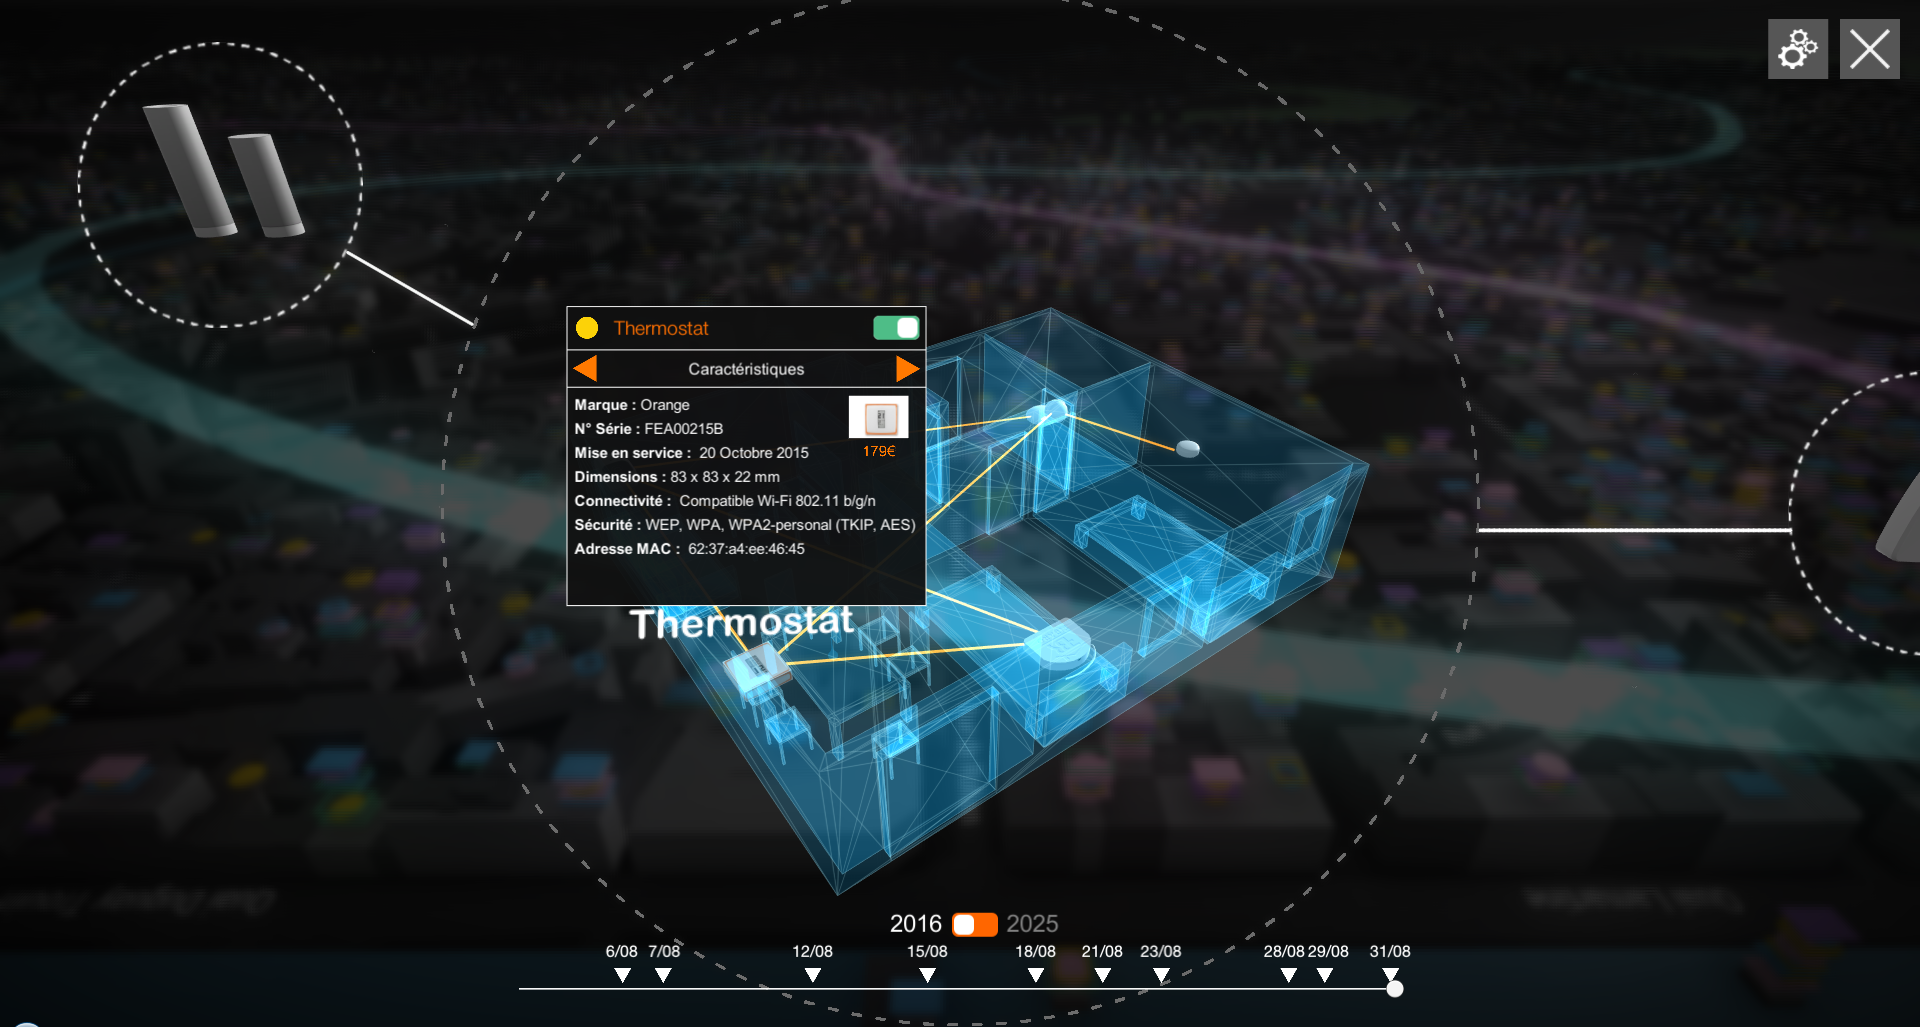 Thermostat
Caractéristiques
Marque : Orange
N° Série : FEA00215B
179€
Mise en service : 20 Octobre 2015
Dimensions : 83 x 83 x 22 mm
Connectivité : Compatible Wi-Fi 802.11 b/g/n
Sécurité : WEP, WPA, WPA2-personal (TKIP, AES)
Adresse MAC : 62:37:a4:ee:46:45
Thermostat
2016 2025
6/08 7/08 12/08 15/08 18/08 21/08 23/08 28/08 29/08 31/08